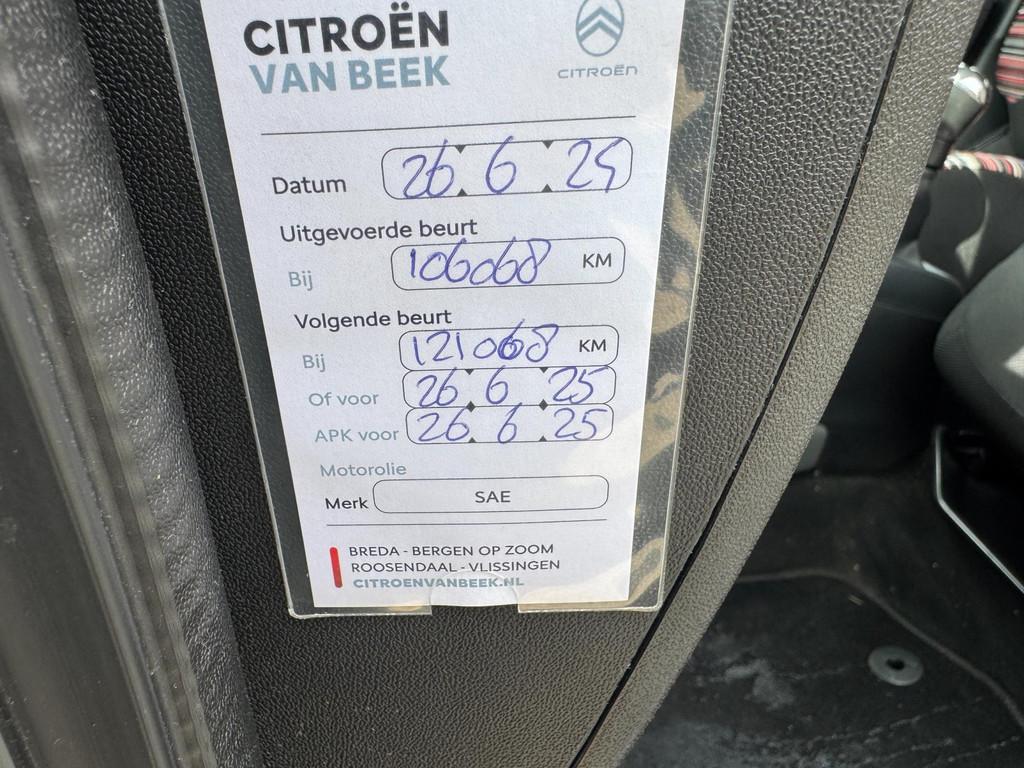 CITROËN
VAN BEEK
CITROËN
Datum 26.6.24
Uitgevoerde beurt
Bij 106068 KM
Volgende beurt
Bij 121068 KM
Of voor 26.6.25
APK voor 26.6.25
Motorolie
Merk SAE
BREDA - BERGEN OP ZOOM
ROOSENDAAL - VLISSINGEN
CITROENVANBEEK.NL